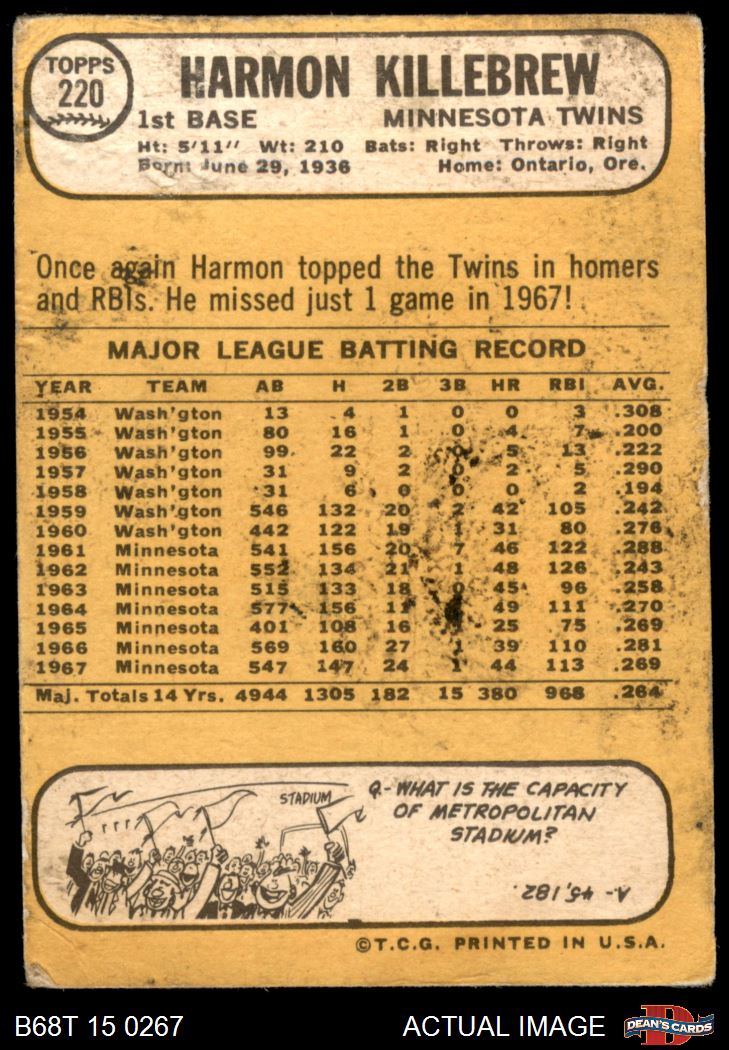 TOPPS
220
HARMON KILLEBREW
1st BASE MINNESOTA TWINS
Ht: 5'11" Wt: 210 Bats: Right Throws: Right
Born: June 29, 1936 Home: Ontario, Ore.
Once again Harmon topped the Twins in homers
and RBIs. He missed just 1 game in 1967!
MAJOR LEAGUE BATTING RECORD
YEAR TEAM AB H 2B 3B HR RBI AVG.
1954 Wash'gton 13 4 1 0 0 3 .308
1955 Wash'gton 80 16 1 0 4 7 .200
1956 Wash'gton 99 22 2 0 5 13 .222
1957 Wash'gton 31 9 2 0 2 5 .290
1958 Wash'gton 31 6 0 0 0 2 .194
1959 Wash'gton 546 132 20 2 42 105 .242
1960 Wash'gton 442 122 19 1 31 80 .276
1961 Minnesota 541 156 20 7 46 122 .288
1962 Minnesota 552 134 21 1 48 126 .243
1963 Minnesota 515 133 18 0 45 96 .258
1964 Minnesota 577 156 11 49 111 .270
1965 Minnesota 401 108 16 1 25 75 .269
1966 Minnesota 569 160 27 1 39 110 .281
1967 Minnesota 547 147 24 1 44 113 .269
Maj. Totals 14 Yrs. 4944 1305 182 15 380 968 .264
STADIUM
Q.- WHAT IS THE CAPACITY
OF METROPOLITAN
STADIUM?
A- 45,182.
©T.C.G. PRINTED IN U.S.A.
B68T 15 0267 ACTUAL IMAGE DEAN'S CARDS